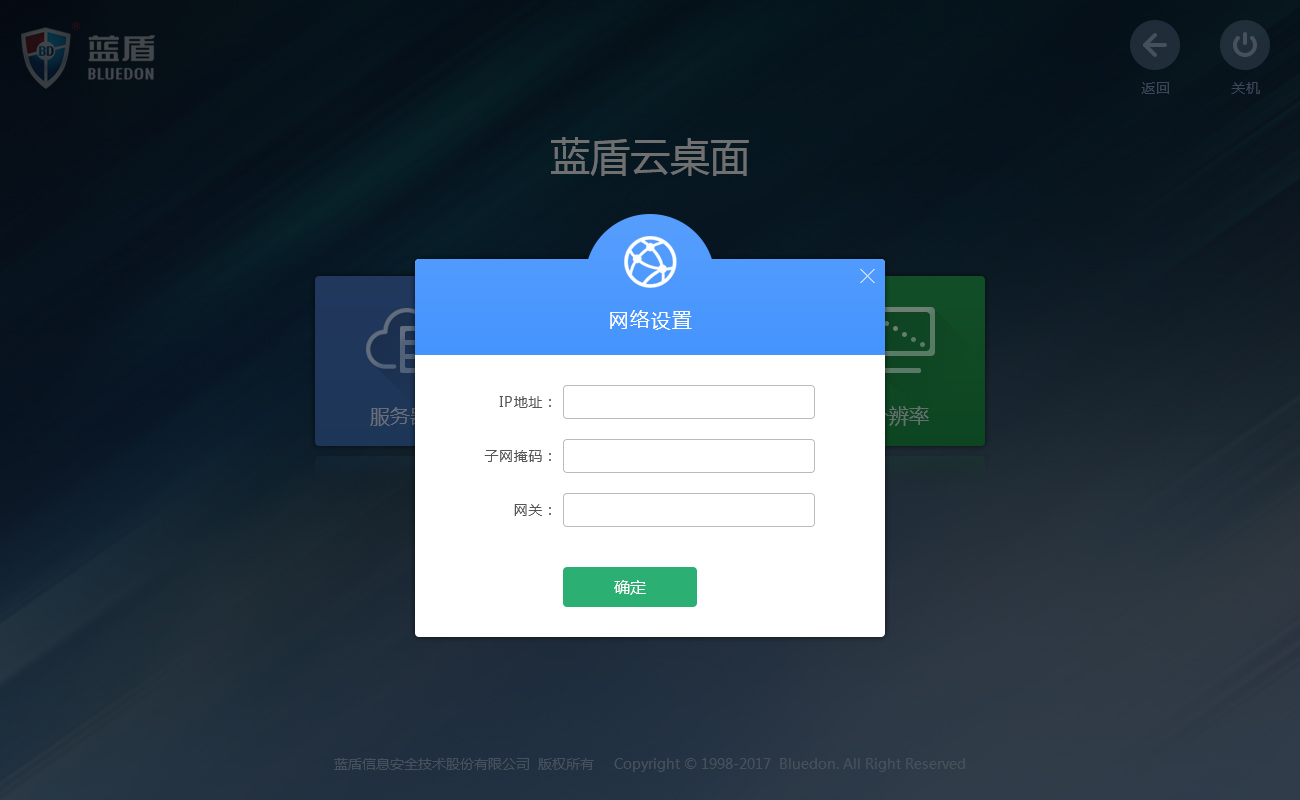 BD
蓝盾
BLUEDON
返回
关机
蓝盾云桌面
网络设置
服务
辨率
IP地址：
子网掩码：
网关：
确定
蓝盾信息安全技术股份有限公司 版权所有 Copyright © 1998-2017 Bluedon. All Right Reserved